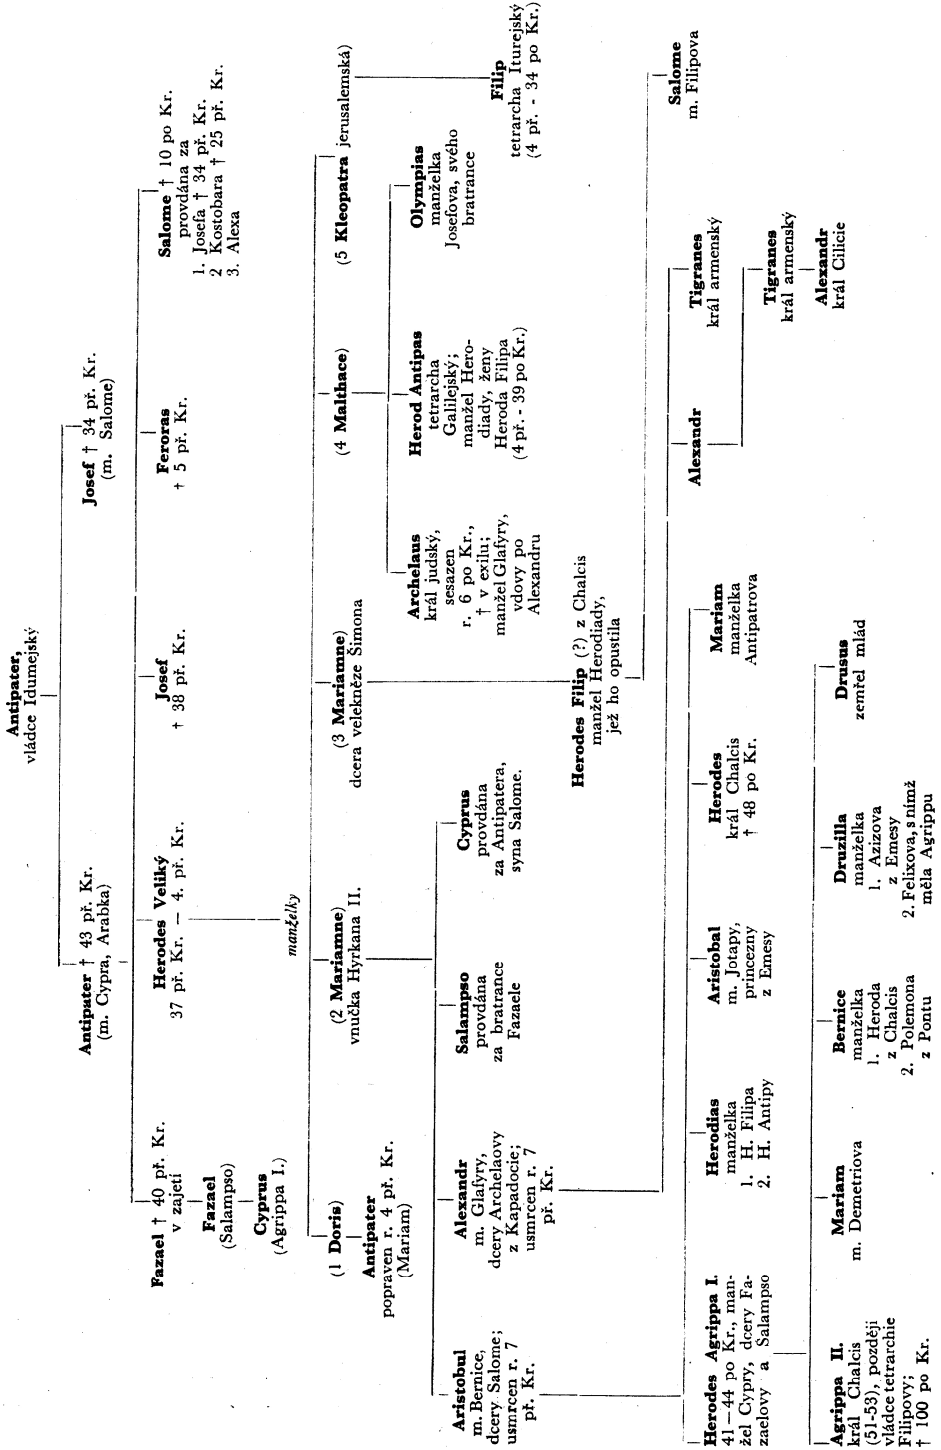 Antipater,
vládce Idumejský
Antipater † 43 př. Kr.
(m. Cypra, Arabka)
Josef † 34 př. Kr.
(m. Salome)
Fazael † 40 př. Kr.
v zajetí
Fazael
(Salampso)
Cyprus
(Agrippa I.)
Herodes Veliký
37 př. Kr. — 4. př. Kr.
Josef
† 38 př. Kr.
Feroras
† 5 př. Kr.
Salome † 10 po Kr.
provdána za
1. Josefa † 34 př. Kr.
2 Kostobara † 25 př. Kr.
3. Alexa
manželky
(1 Doris)
Antipater
popraven r. 4 př. Kr.
(Mariam)
(2 Mariamne)
vnučka Hyrkana II.
(3 Mariamne)
dcera velekněze Šimona
(4 Malthace)
(5 Kleopatra jerusalemská)
Aristobul
m. Bernice,
dcery Salome;
usmrcen r. 7
př. Kr.
Alexandr
m. Glafyry,
dcery Archelaovy
z Kapadocie;
usmrcen r. 7
př. Kr.
Salampso
provdána
za bratrance
Fazaele
Cyprus
provdána
za Antipatera,
syna Salome.
Archelaus
král judský,
sesazen
r. 6 po Kr.,
† v exilu;
manžel Glafyry,
vdovy po
Alexandru
Herod Antipas
tetrarcha
Galilejský;
manžel Hero-
diady, ženy
Heroda Filipa
(4 př. - 39 po Kr.)
Olympias
manželka
Josefova, svého
bratrance
Filip
tetrarcha Iturejský
(4 př. - 34 po Kr.)
Herodes Filip (?) z Chalcis
manžel Herodiady,
jež ho opustila
Salome
m. Filipova
Herodes Agrippa I.
41—44 po Kr., man-
žel Cypry, dcery Fa-
zaelovy a Salampso
Herodias
manželka
1. H. Filipa
2. H. Antipy
Aristobal
m. Jotapy,
princezny
z Emesy
Herodes
král Chalcis
† 48 po Kr.
Mariam
manželka
Antipatrova
Alexandr
Tigranes
král armenský
Tigranes
král armenský
Alexandr
král Cilicie
Agrippa II.
král Chalcis
(51-53), později
vládce tetrarchie
Filipovy;
† 100 po Kr.
Mariam
m. Demetriova
Bernice
manželka
1. Heroda
z Chalcis
2. Polemona
z Pontu
Druzilla
manželka
1. Azizova
z Emesy
2. Felixova, s nímž
měla Agrippu
Drusus
zemřel mlád